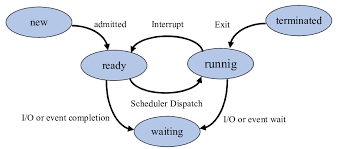 new
admitted
Interrupt
Exit
terminated
ready
runnig
Scheduler Dispatch
I/O or event completion
I/O or event wait
waiting